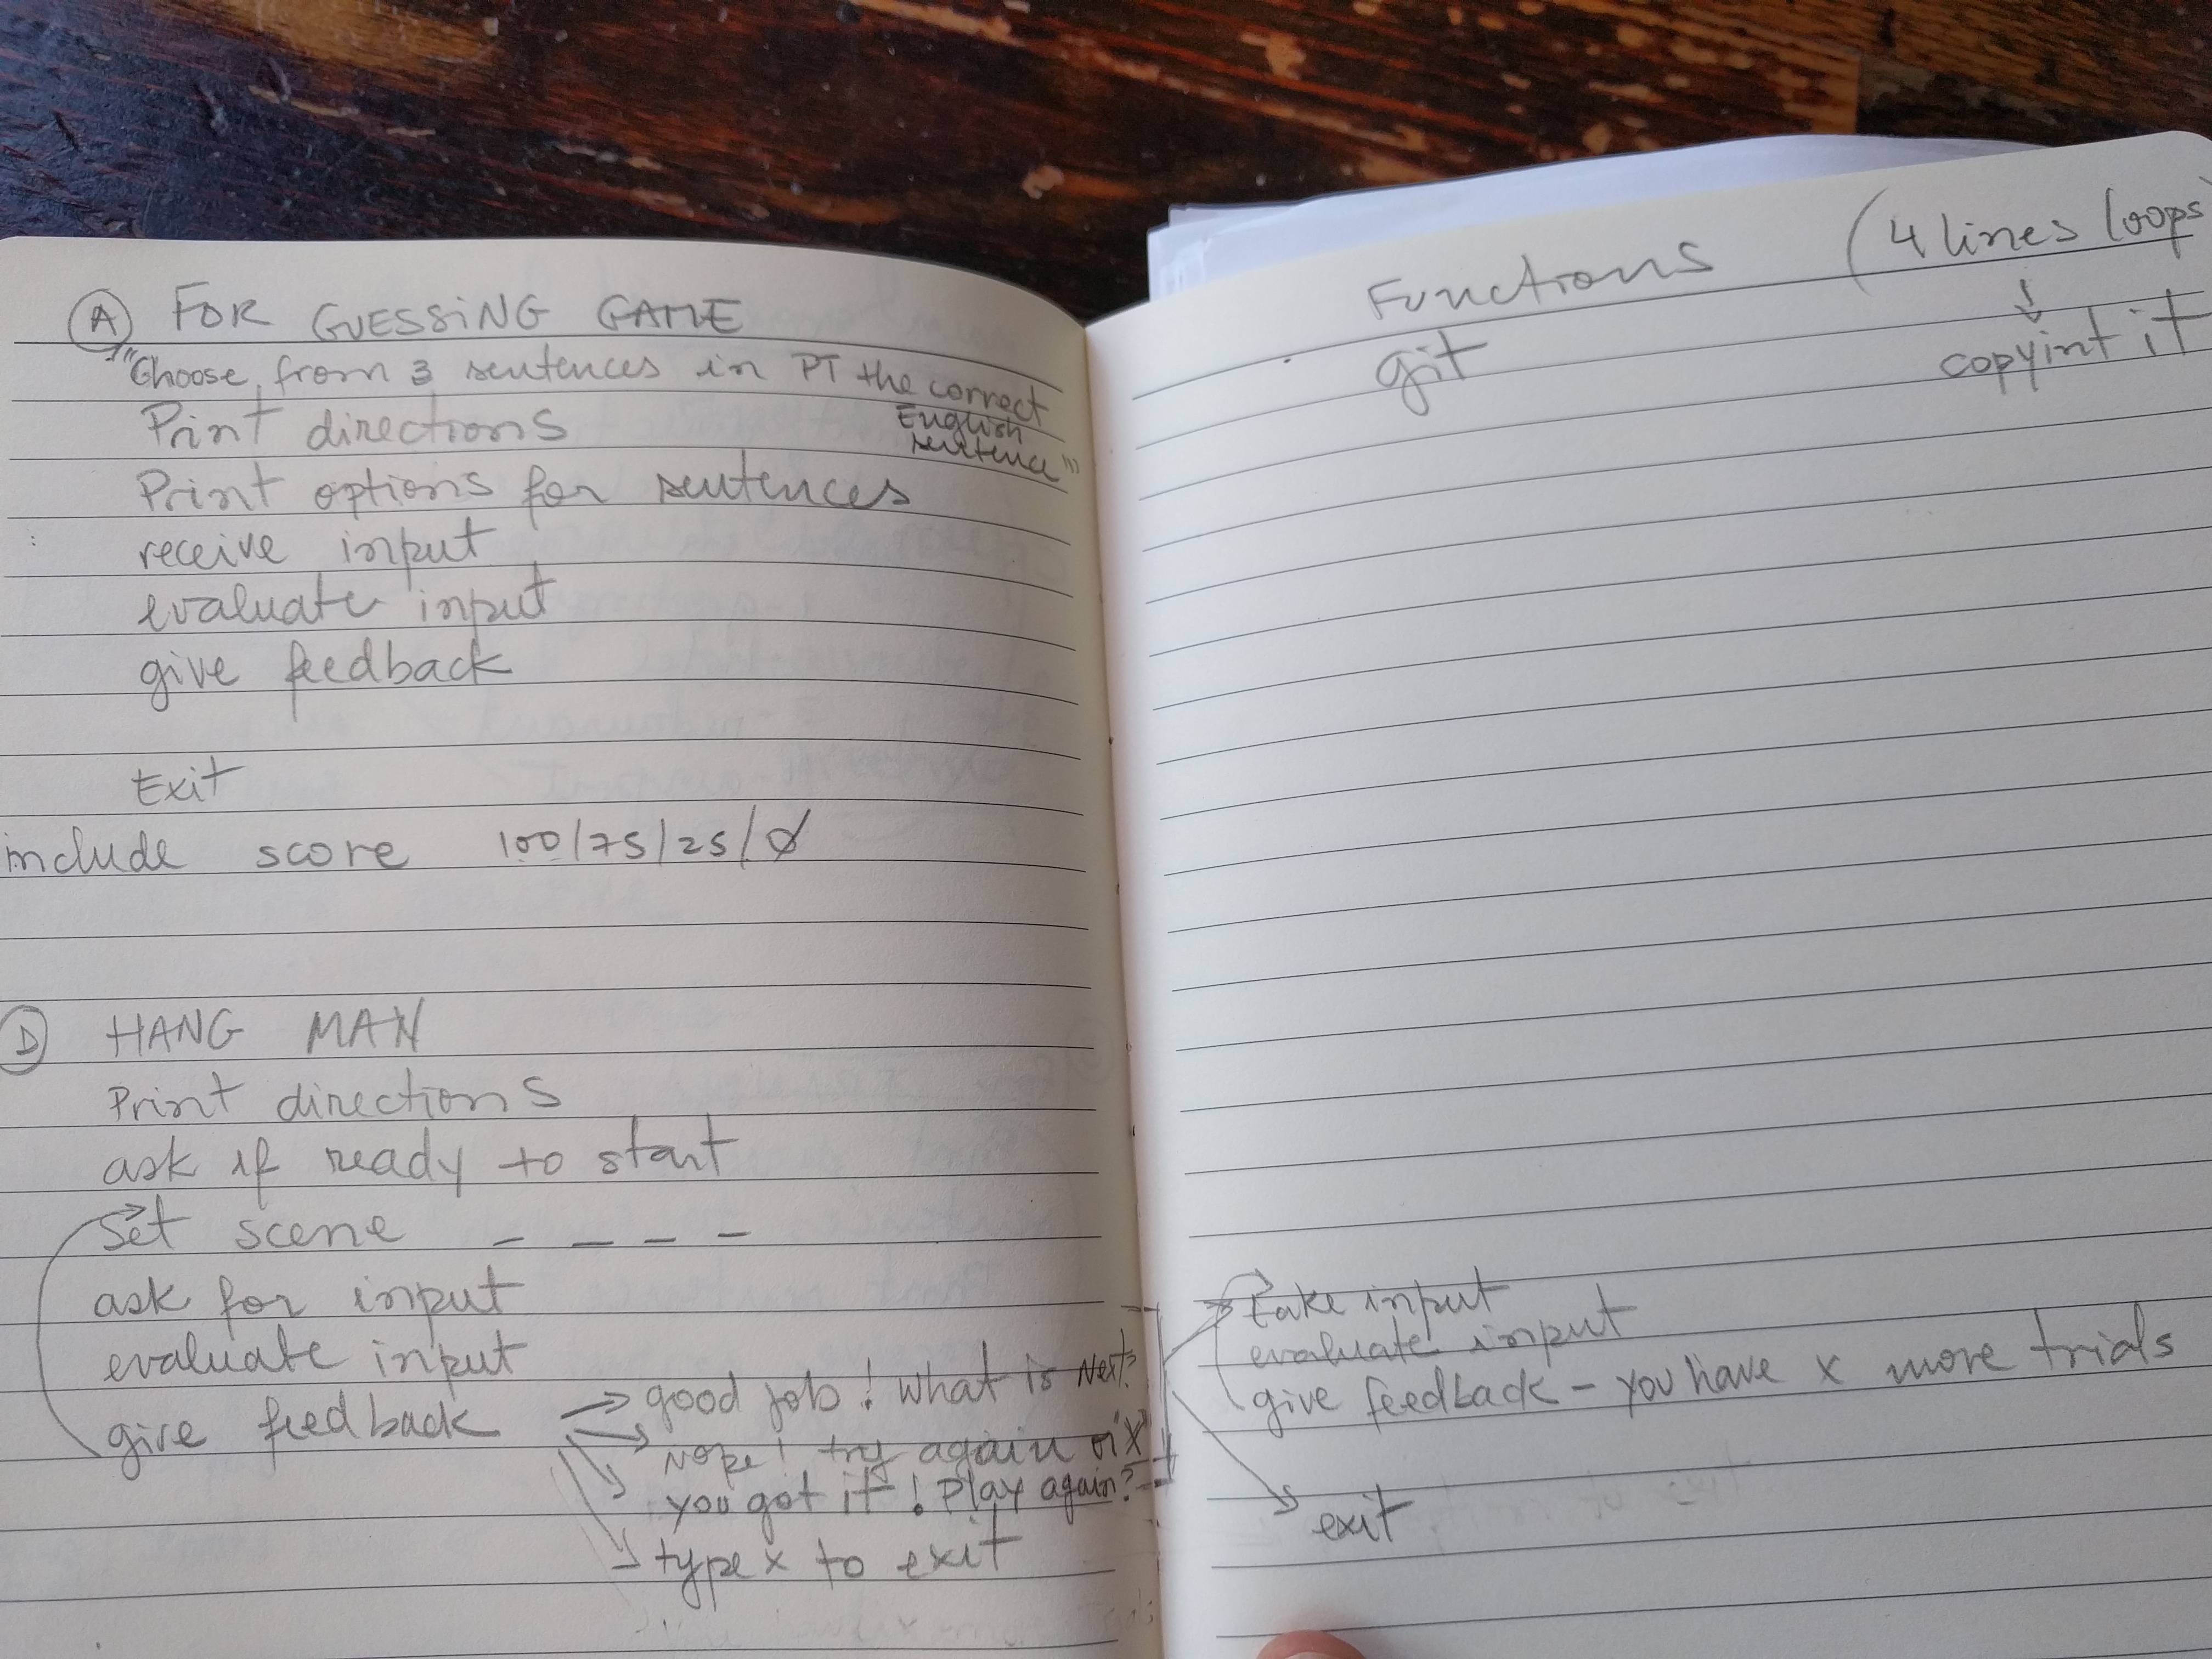 A FOR GUESSING GAME
"Choose from 3 sentences in PT the correct
English
sentence"
Print directions
Print options for sentences
receive input
evaluate input
give feedback
Exit
include score 100/75/25/0
D HANG MAN
Print directions
ask if ready to start
Set scene _ _ _ _
ask for input
evaluate input
give feedback → good job! What is Next?
→ Nope! try again or "X"
→ you got it! Play again?
→ type x to exit
Functions (4 lines loops)
↓
git copyint it
take input
evaluate input
give feedback - you have x more trials
exit